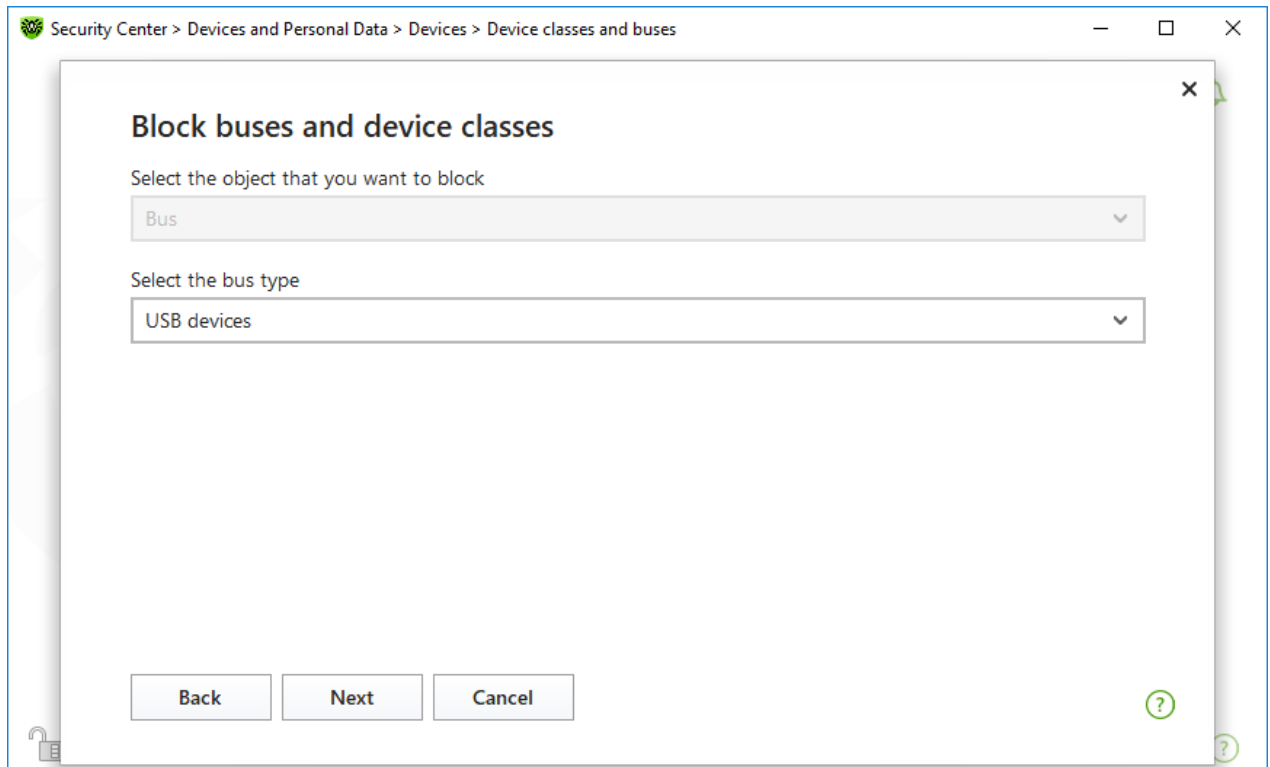 Security Center > Devices and Personal Data > Devices > Device classes and buses
Block buses and device classes
Select the object that you want to block
Bus
Select the bus type
USB devices
Back Next Cancel
?
?